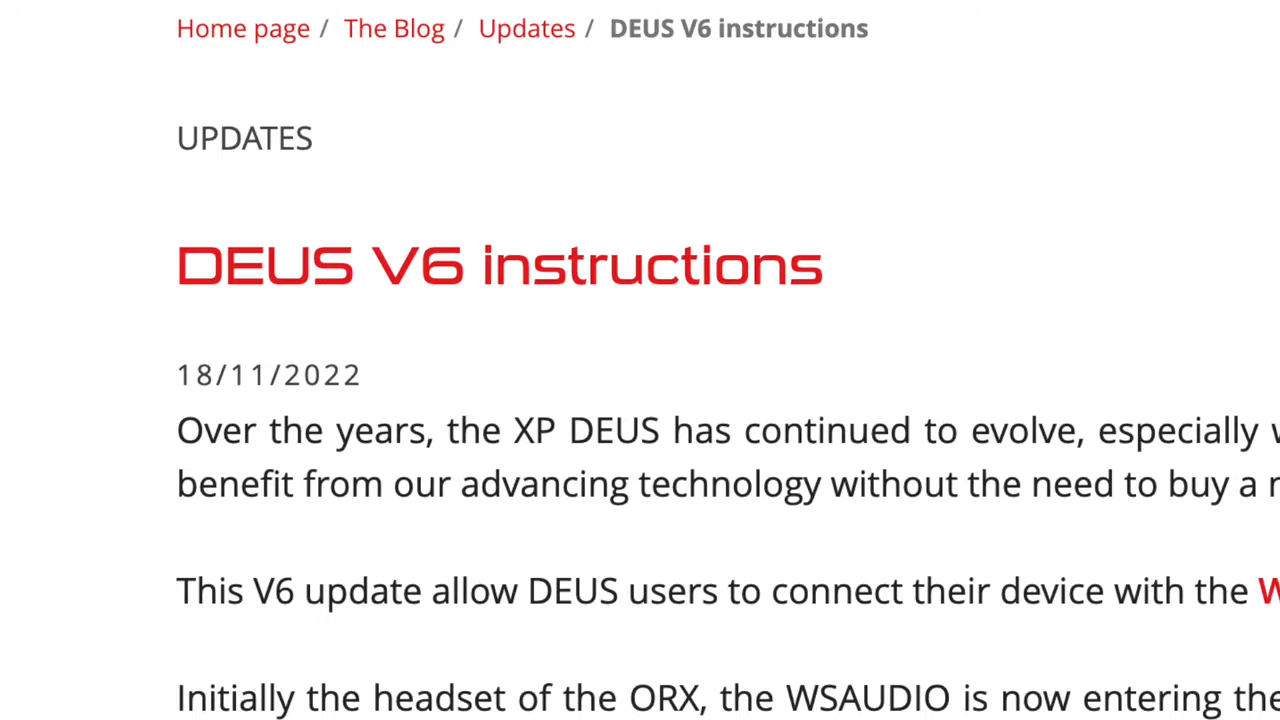 Home page / The Blog / Updates / DEUS V6 instructions
UPDATES
DEUS V6 instructions
18/11/2022
Over the years, the XP DEUS has continued to evolve, especially
benefit from our advancing technology without the need to buy a
This V6 update allow DEUS users to connect their device with the
Initially the headset of the ORX, the WSAUDIO is now entering the